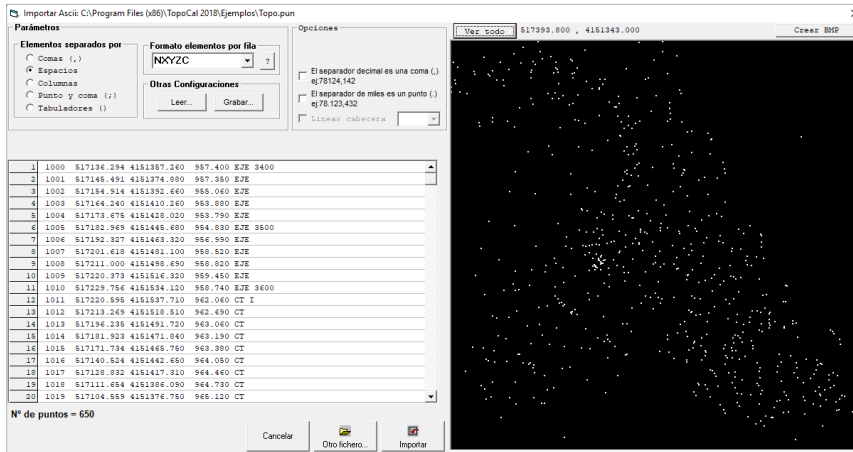 Importar Ascii: C:\Program Files (x86)\TopoCal 2018\Ejemplos\Topo.pun
Parámetros
Elementos separados por
Comas (,)
Espacios
Columnas
Punto y coma (;)
Tabuladores ()
Formato elementos por fila
NXYZC
?
Otras Configuraciones
Leer...
Grabar...
Opciones
El separador decimal es una coma (,)
ej:78124,142
El separador de miles es un punto (.)
ej:78.123,432
Lineas cabecera
Ver todo
517393.800 , 4151343.000
Crear BMP
1 1000 517136.294 4151357.260 957.400 EJE 3400
2 1001 517145.491 4151374.880 957.350 EJE
3 1002 517154.914 4151392.660 955.060 EJE
4 1003 517164.240 4151410.260 953.880 EJE
5 1004 517173.675 4151428.020 953.790 EJE
6 1005 517182.969 4151445.680 954.830 EJE 3500
7 1006 517192.327 4151463.320 956.990 EJE
8 1007 517201.618 4151481.100 958.520 EJE
9 1008 517211.000 4151498.690 958.820 EJE
10 1009 517220.373 4151516.320 959.450 EJE
11 1010 517229.756 4151534.120 958.740 EJE 3600
12 1011 517220.595 4151537.710 962.060 CT I
13 1012 517213.269 4151518.510 962.690 CT
14 1013 517196.235 4151491.720 963.060 CT
15 1014 517181.923 4151471.840 963.190 CT
16 1015 517171.734 4151465.750 963.380 CT
17 1016 517140.524 4151442.650 964.050 CT
18 1017 517128.832 4151417.310 964.460 CT
19 1018 517111.654 4151386.090 964.730 CT
20 1019 517104.559 4151376.750 965.120 CT
Nº de puntos = 650
Cancelar
Otro fichero...
Importar